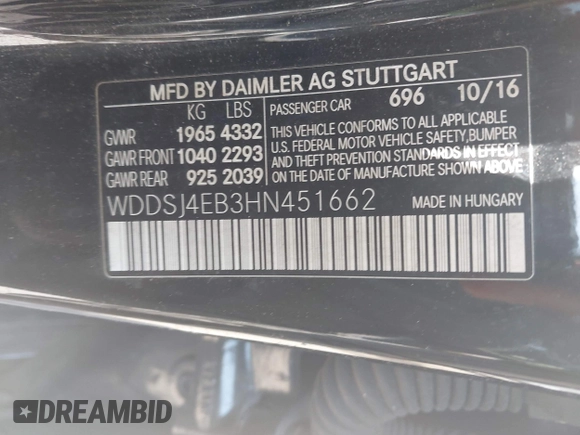 MFD BY DAIMLER AG STUTTGART
KG LBS PASSENGER CAR 696 10/16
GVWR 1965 4332 THIS VEHICLE CONFORMS TO ALL APPLICABLE
GAWR FRONT 1040 2293 U.S. FEDERAL MOTOR VEHICLE SAFETY, BUMPER
AND THEFT PREVENTION STANDARDS IN EFFECT
GAWR REAR 925 2039 ON THE DATE OF MANUFACTURE SHOWN ABOVE
WDDSJ4EB3HN451662 MADE IN HUNGARY
DREAMBID